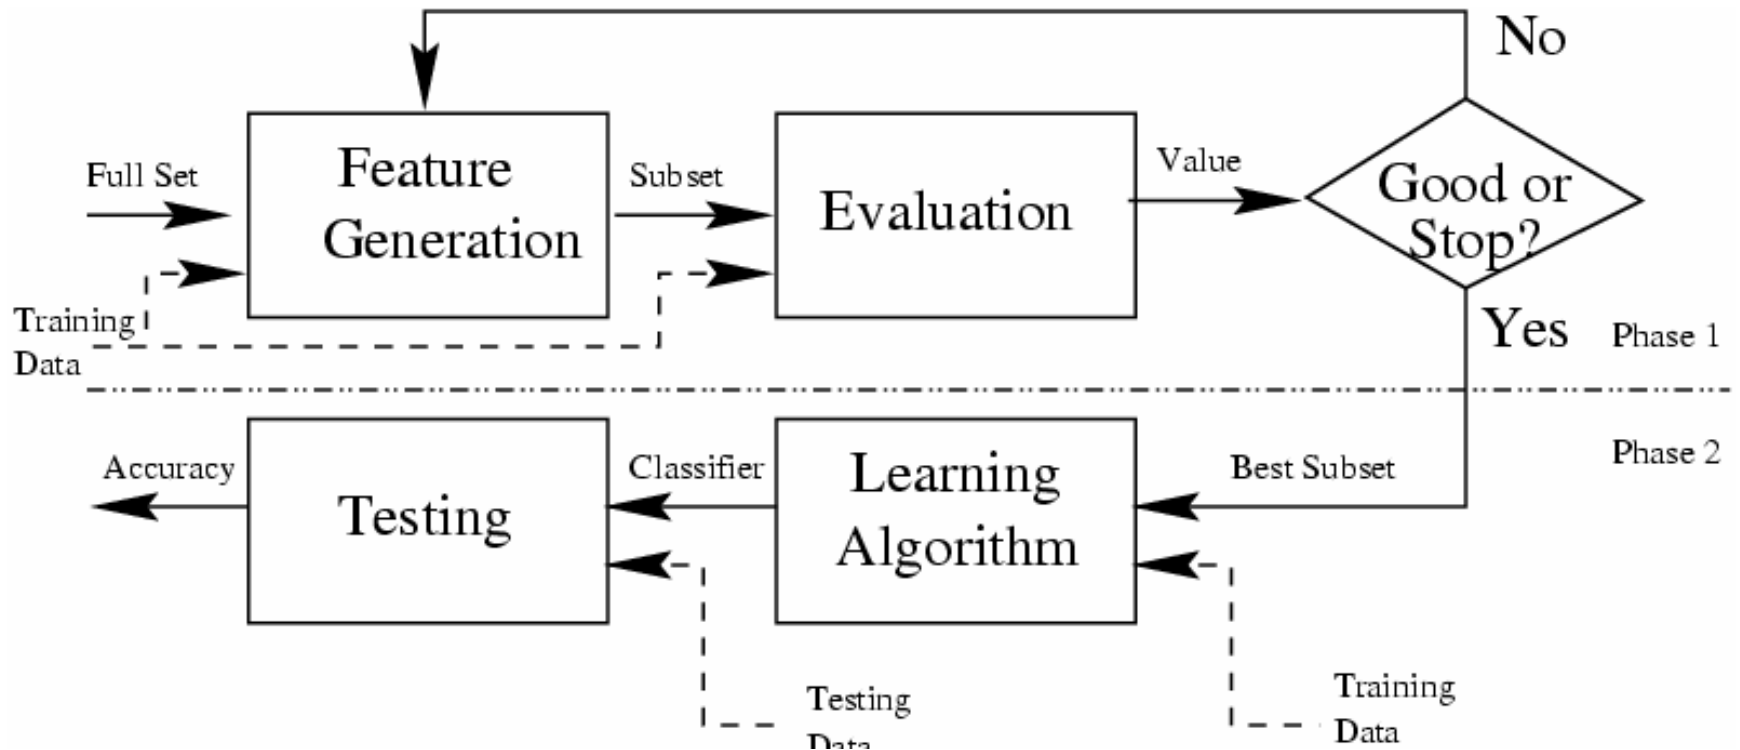 No
Full Set
Feature
Generation
Subset
Evaluation
Value
Good or
Stop?
Training
Data
Yes
Phase 1
Phase 2
Accuracy
Testing
Classifier
Learning
Algorithm
Best Subset
Testing
Data
Training
Data